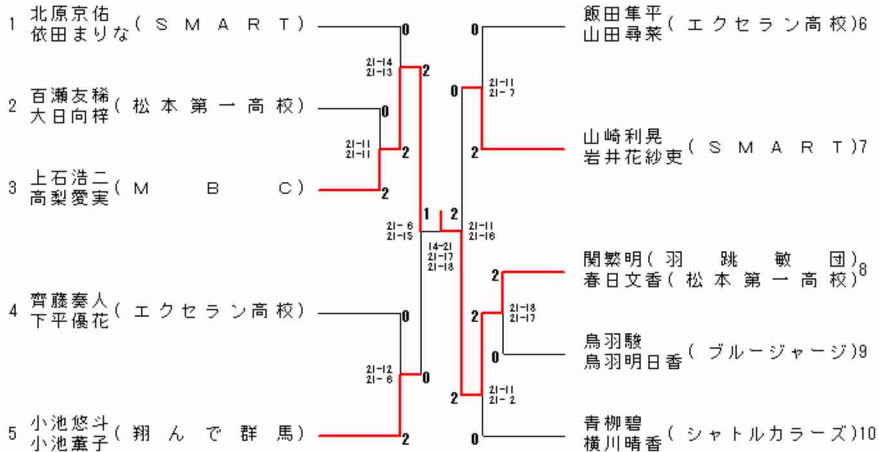 1 北原京佑
依田まりな ( S M A R T )
0
21-14
21-13
2
2 百瀬友稀
大日向梓 ( 松本第一高校 )
0
21-11
21-11
2
3 上石浩二
高梨愛実 ( M B C )
2
21- 6
21-15
1
2
14-21
21-17
21-18
4 齊藤奏人
下平優花 ( エクセラン高校 )
0
21-12
21- 6
0
5 小池悠斗
小池薫子 ( 翔んで群馬 )
2
飯田隼平
山田尋菜 ( エクセラン高校 ) 6
0
21-11
21- 7
0
山崎利晃
岩井花紗吏 ( S M A R T ) 7
2
21-11
21-16
関繁明 ( 羽跳敏団 )
春日文香 ( 松本第一高校 ) 8
2
21-18
21-17
2
鳥羽駿
鳥羽明日香 ( ブルージャージ ) 9
0
21-11
21- 2
2
青柳碧
横川晴香 ( シャトルカラーズ ) 10
0